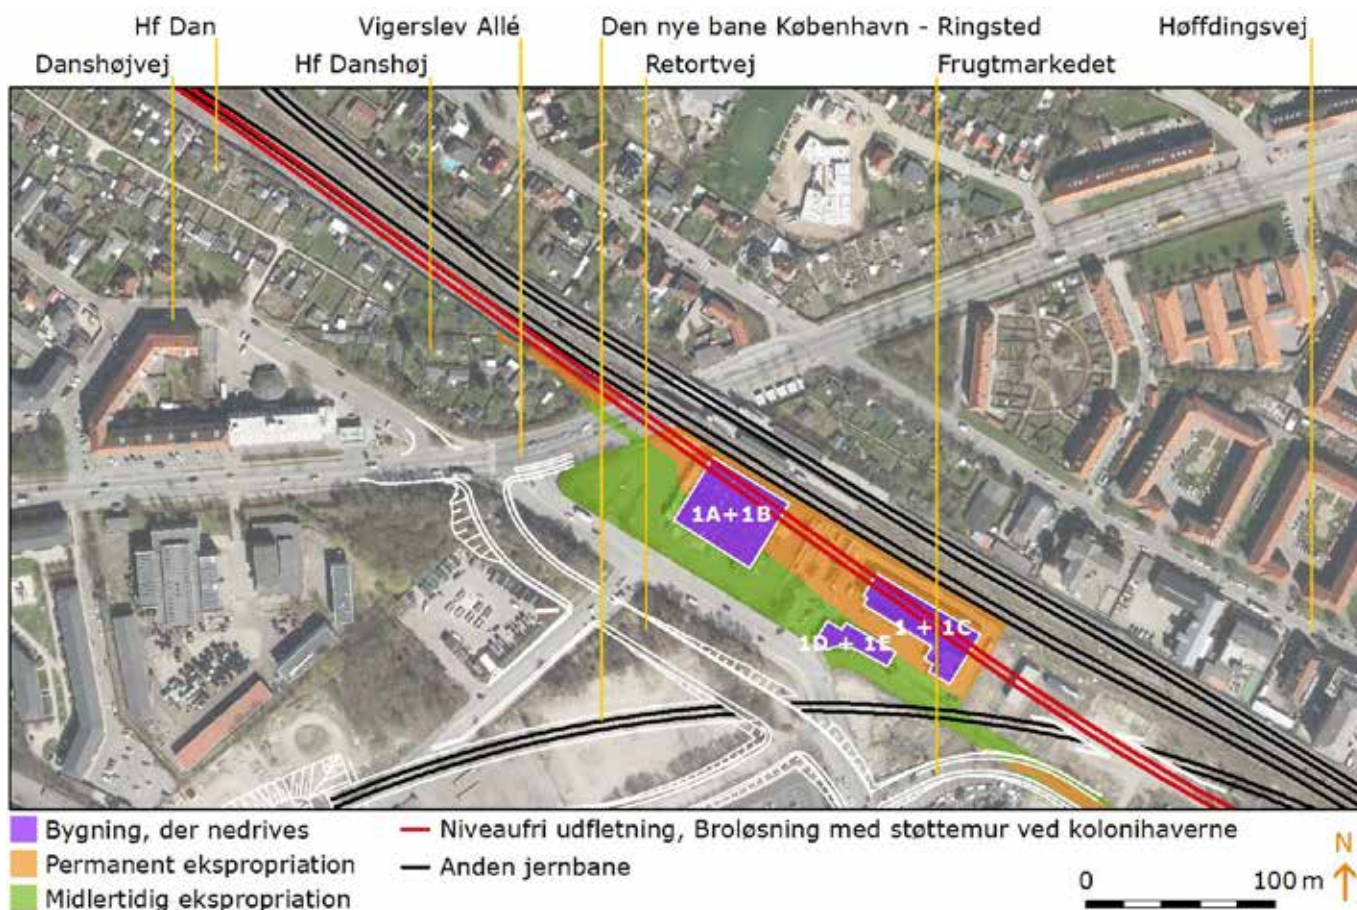 Hf Dan Vigerslev Allé Den nye bane København - Ringsted Høffdingsvej
Danshøjvej Hf Danshøj Retortvej Frugtmarkedet
1A+1B
1 + 1C
1D + 1E
Bygning, der nedrives
Permanent ekspropriation
Midlertidig ekspropriation
Niveaufri udfletning, Broløsning med støttemur ved kolonihaverne
Anden jernbane
N
0 100 m